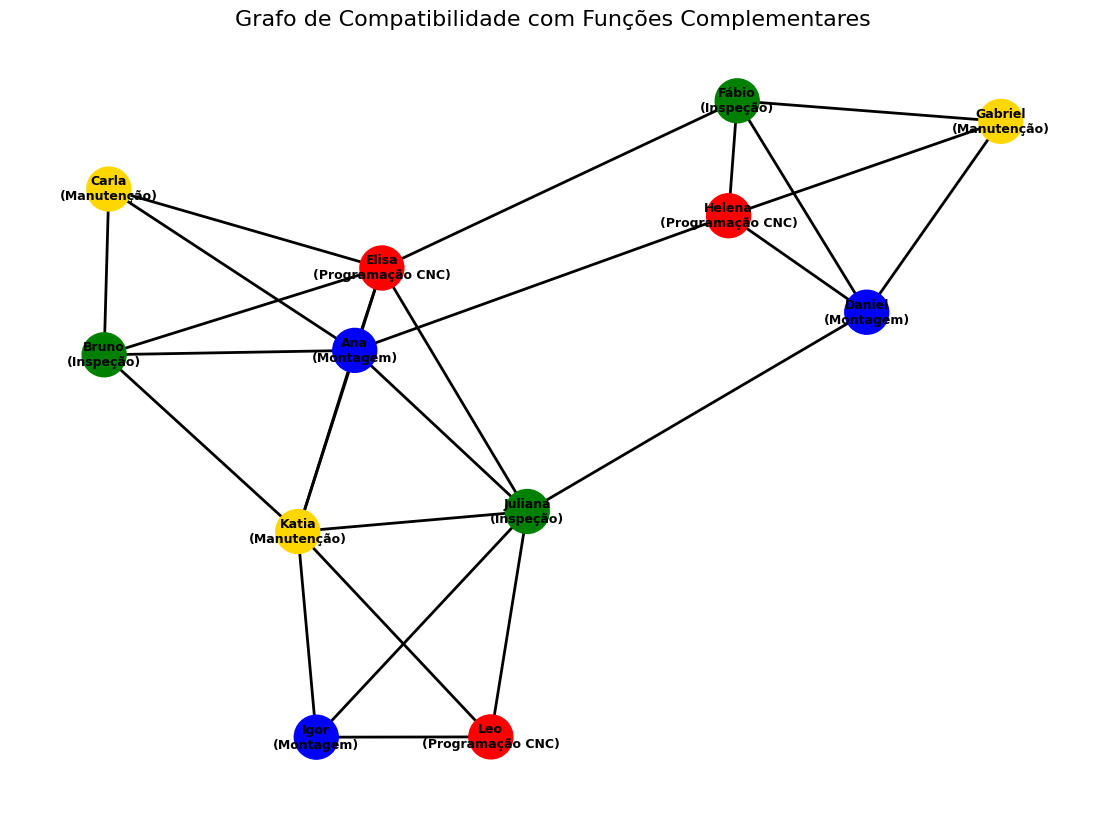 Grafo de Compatibilidade com Funções Complementares
Fábio
(Inspeção)
Gabriel
(Manutenção)
Carla
(Manutenção)
Helena
(Programação CNC)
Elisa
(Programação CNC)
Daniel
(Montagem)
Bruno
(Inspeção)
Ana
(Montagem)
Juliana
(Inspeção)
Katia
(Manutenção)
Igor
(Montagem)
Leo
(Programação CNC)